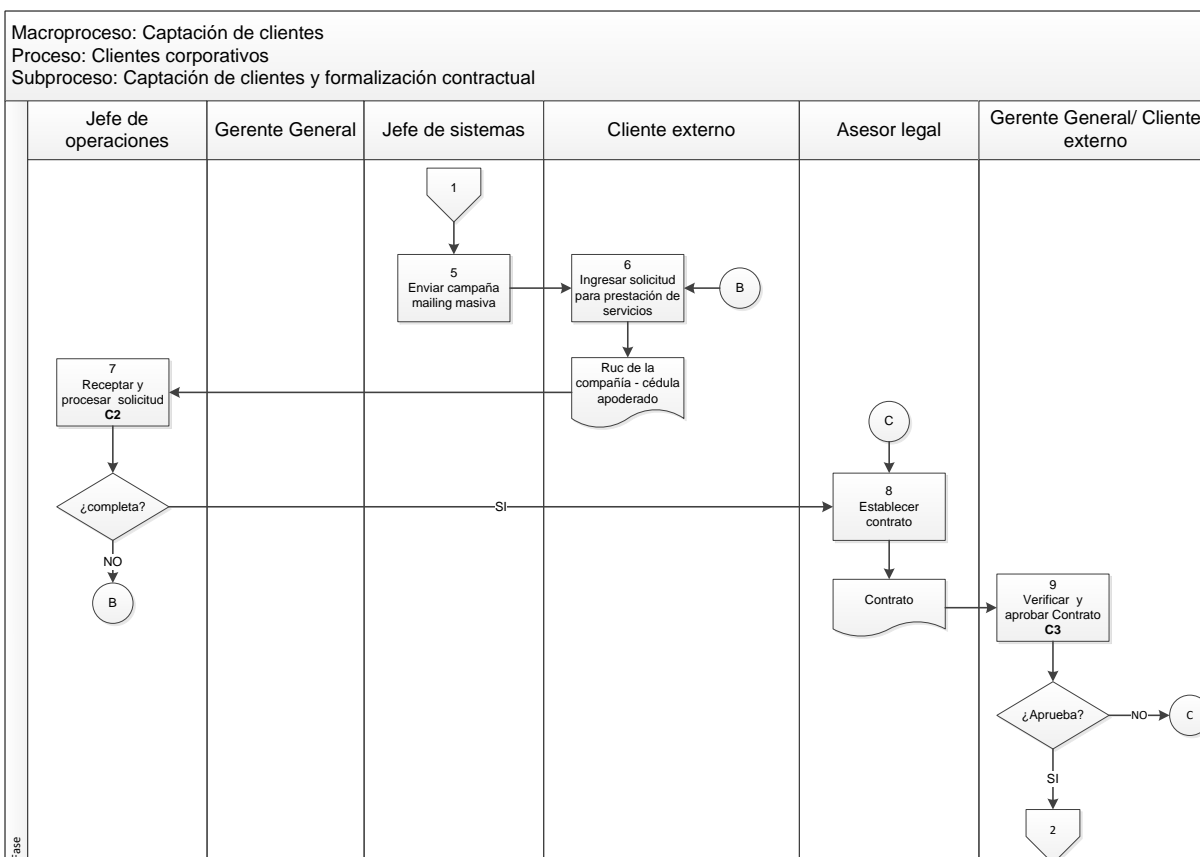 Macroproceso: Captación de clientes
Proceso: Clientes corporativos
Subproceso: Captación de clientes y formalización contractual
Jefe de
operaciones
Gerente General
Jefe de sistemas
Cliente externo
Asesor legal
Gerente General/ Cliente
externo
1
5
Enviar campaña
mailing masiva
6
Ingresar solicitud
para prestación de
servicios
B
Ruc de la
compañía - cédula
apoderado
7
Receptar y
procesar solicitud
C2
¿completa?
SI
NO
B
C
8
Establecer
contrato
Contrato
9
Verificar y
aprobar Contrato
C3
¿Aprueba?
NO
C
SI
2
Fase